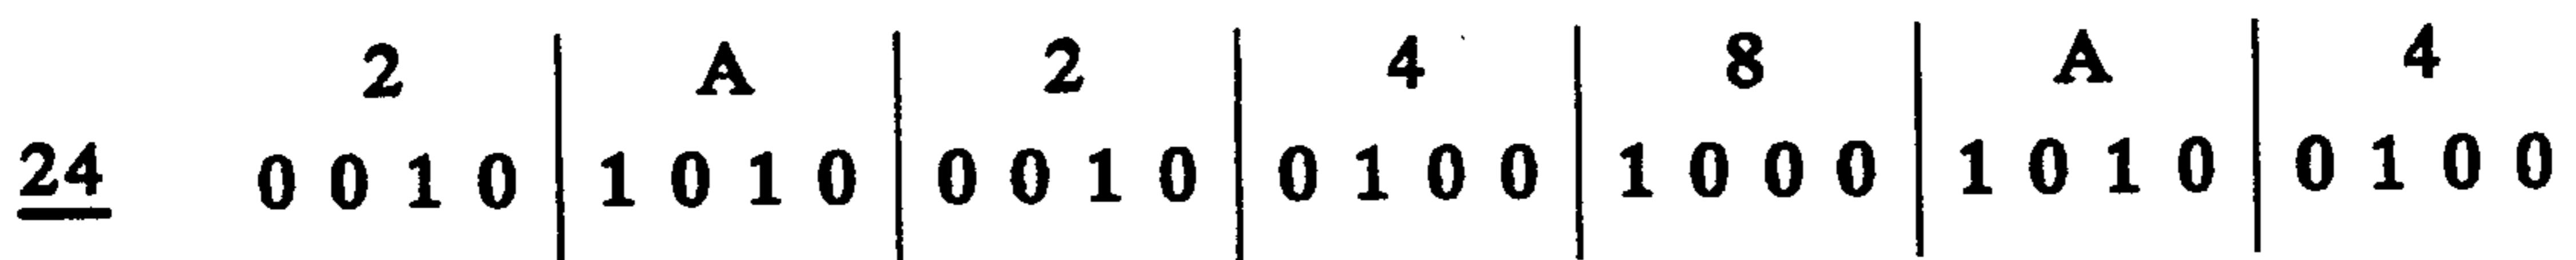 2 | A | 2 | 4 | 8 | A | 4
24 0 0 1 0 | 1 0 1 0 | 0 0 1 0 | 0 1 0 0 | 1 0 0 0 | 1 0 1 0 | 0 1 0 0